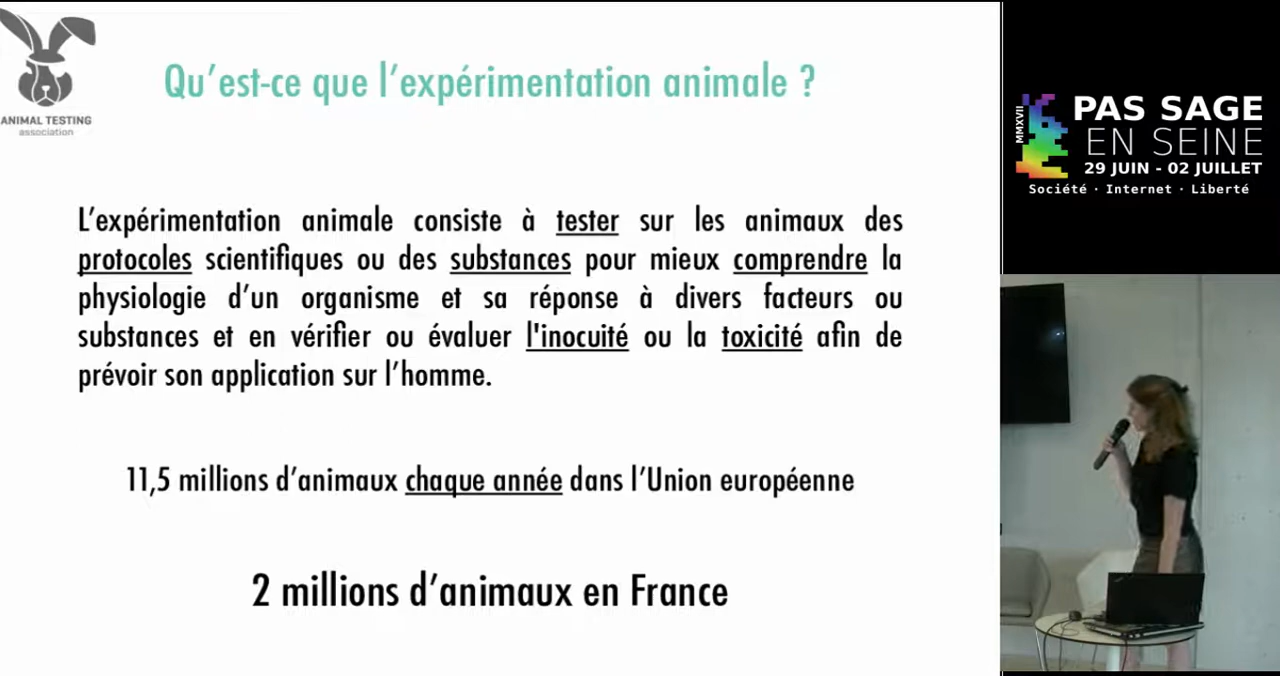 ANIMAL TESTING
association
Qu'est-ce que l'expérimentation animale ?
L'expérimentation animale consiste à tester sur les animaux des
protocoles scientifiques ou des substances pour mieux comprendre la
physiologie d'un organisme et sa réponse à divers facteurs ou
substances et en vérifier ou évaluer l'inocuité ou la toxicité afin de
prévoir son application sur l'homme.
11,5 millions d'animaux chaque année dans l'Union européenne
2 millions d'animaux en France
MMXVII
PAS SAGE
EN SEINE
29 JUIN - 02 JUILLET
Société · Internet · Liberté